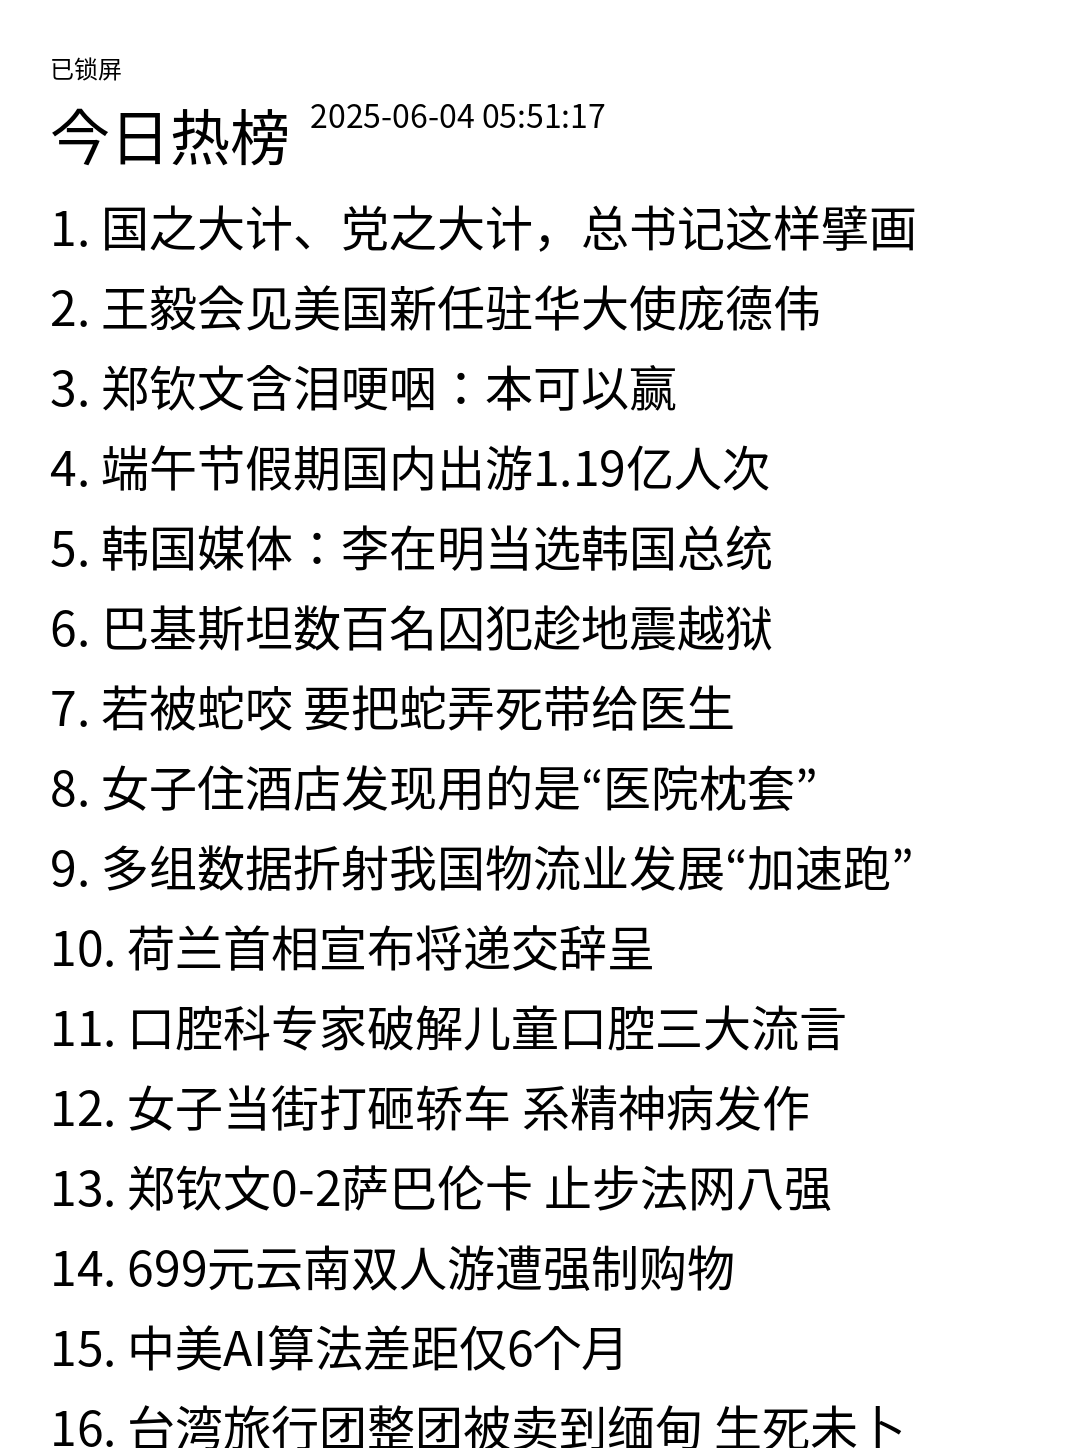 已锁屏
今日热榜 2025-06-04 05:51:17
1. 国之大计、党之大计，总书记这样擘画
2. 王毅会见美国新任驻华大使庞德伟
3. 郑钦文含泪哽咽：本可以赢
4. 端午节假期国内出游1.19亿人次
5. 韩国媒体：李在明当选韩国总统
6. 巴基斯坦数百名囚犯趁地震越狱
7. 若被蛇咬 要把蛇弄死带给医生
8. 女子住酒店发现用的是“医院枕套”
9. 多组数据折射我国物流业发展“加速跑”
10. 荷兰首相宣布将递交辞呈
11. 口腔科专家破解儿童口腔三大流言
12. 女子当街打砸轿车 系精神病发作
13. 郑钦文0-2萨巴伦卡 止步法网八强
14. 699元云南双人游遭强制购物
15. 中美AI算法差距仅6个月
16. 台湾旅行团整团被卖到缅甸 生死未卜